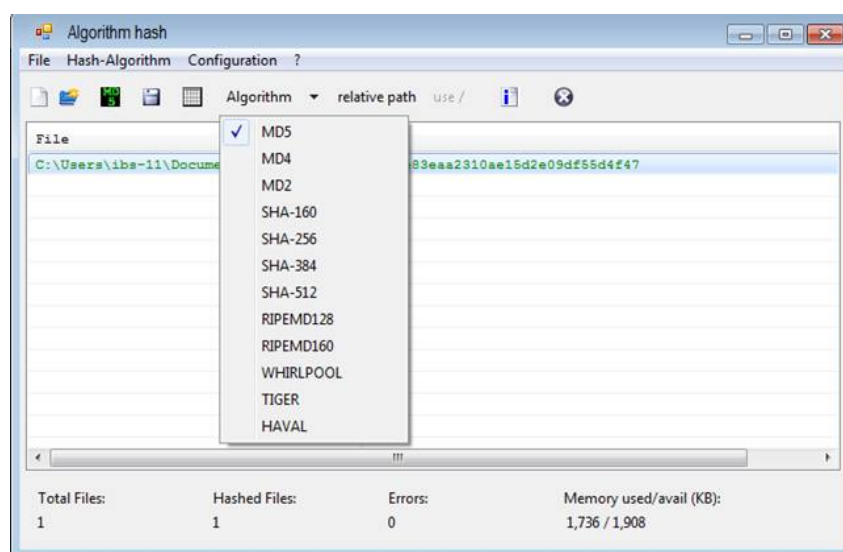 Algorithm hash
File Hash-Algorithm Configuration ?
MD 5 Algorithm relative path use /
File
MD5
C:\Users\ibs-11\Docume 83eaa2310ae15d2e09df55d4f47
MD4
MD2
SHA-160
SHA-256
SHA-384
SHA-512
RIPEMD128
RIPEMD160
WHIRLPOOL
TIGER
HAVAL
Total Files: Hashed Files: Errors: Memory used/avail (KB):
1 1 0 1,736 / 1,908